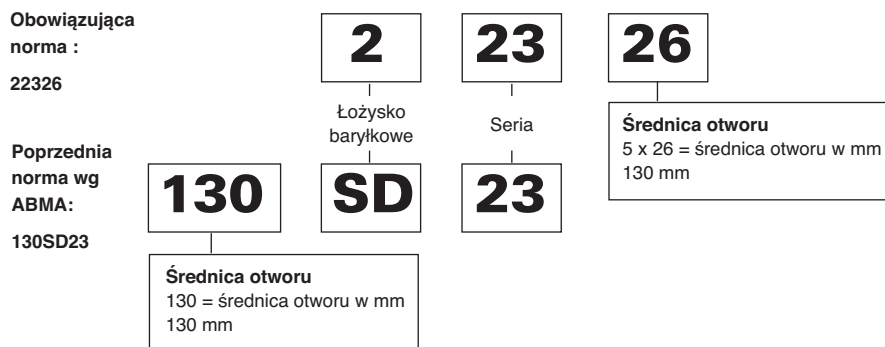 Obowiązująca
norma :
22326
2 23 26
Łożysko
baryłkowe
Seria
Średnica otworu
5 x 26 = średnica otworu w mm
130 mm
Poprzednia
norma wg
ABMA:
130SD23
130 SD 23
Średnica otworu
130 = średnica otworu w mm
130 mm